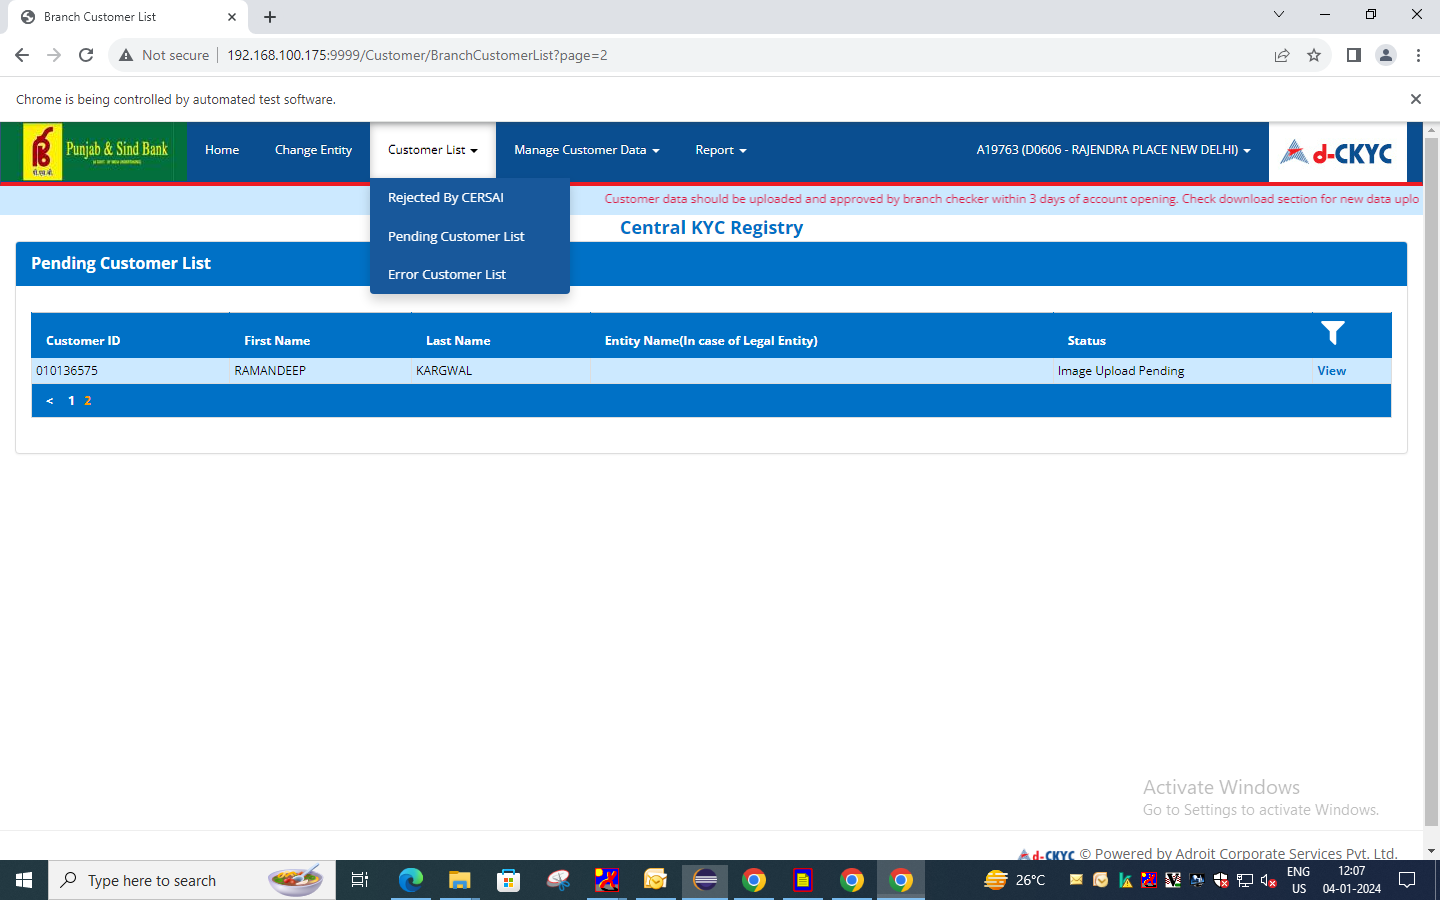 Branch Customer List
Not secure 192.168.100.175:9999/Customer/BranchCustomerList?page=2
Chrome is being controlled by automated test software.
पी.एस.बी.
Punjab & Sind Bank
Home Change Entity Customer List Manage Customer Data Report A19763 (D0606 - RAJENDRA PLACE NEW DELHI) d-CKYC
Rejected By CERSAI
Pending Customer List
Error Customer List
Customer data should be uploaded and approved by branch checker within 3 days of account opening. Check download section for new data uplo
Central KYC Registry
Pending Customer List
Customer ID First Name Last Name Entity Name(In case of Legal Entity) Status
010136575 RAMANDEEP KARGWAL Image Upload Pending View
< 1 2
Activate Windows
Go to Settings to activate Windows.
d-CKYC © Powered by Adroit Corporate Services Pvt. Ltd.
Type here to search
26°C
ENG
US
12:07
04-01-2024